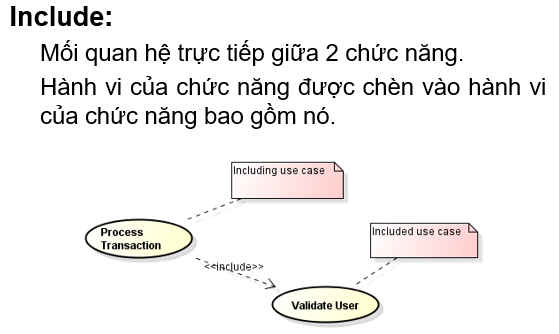 Include:
Mối quan hệ trực tiếp giữa 2 chức năng.
Hành vi của chức năng được chèn vào hành vi
của chức năng bao gồm nó.
Including use case
Process
Transaction
Included use case
<<include>>
Validate User